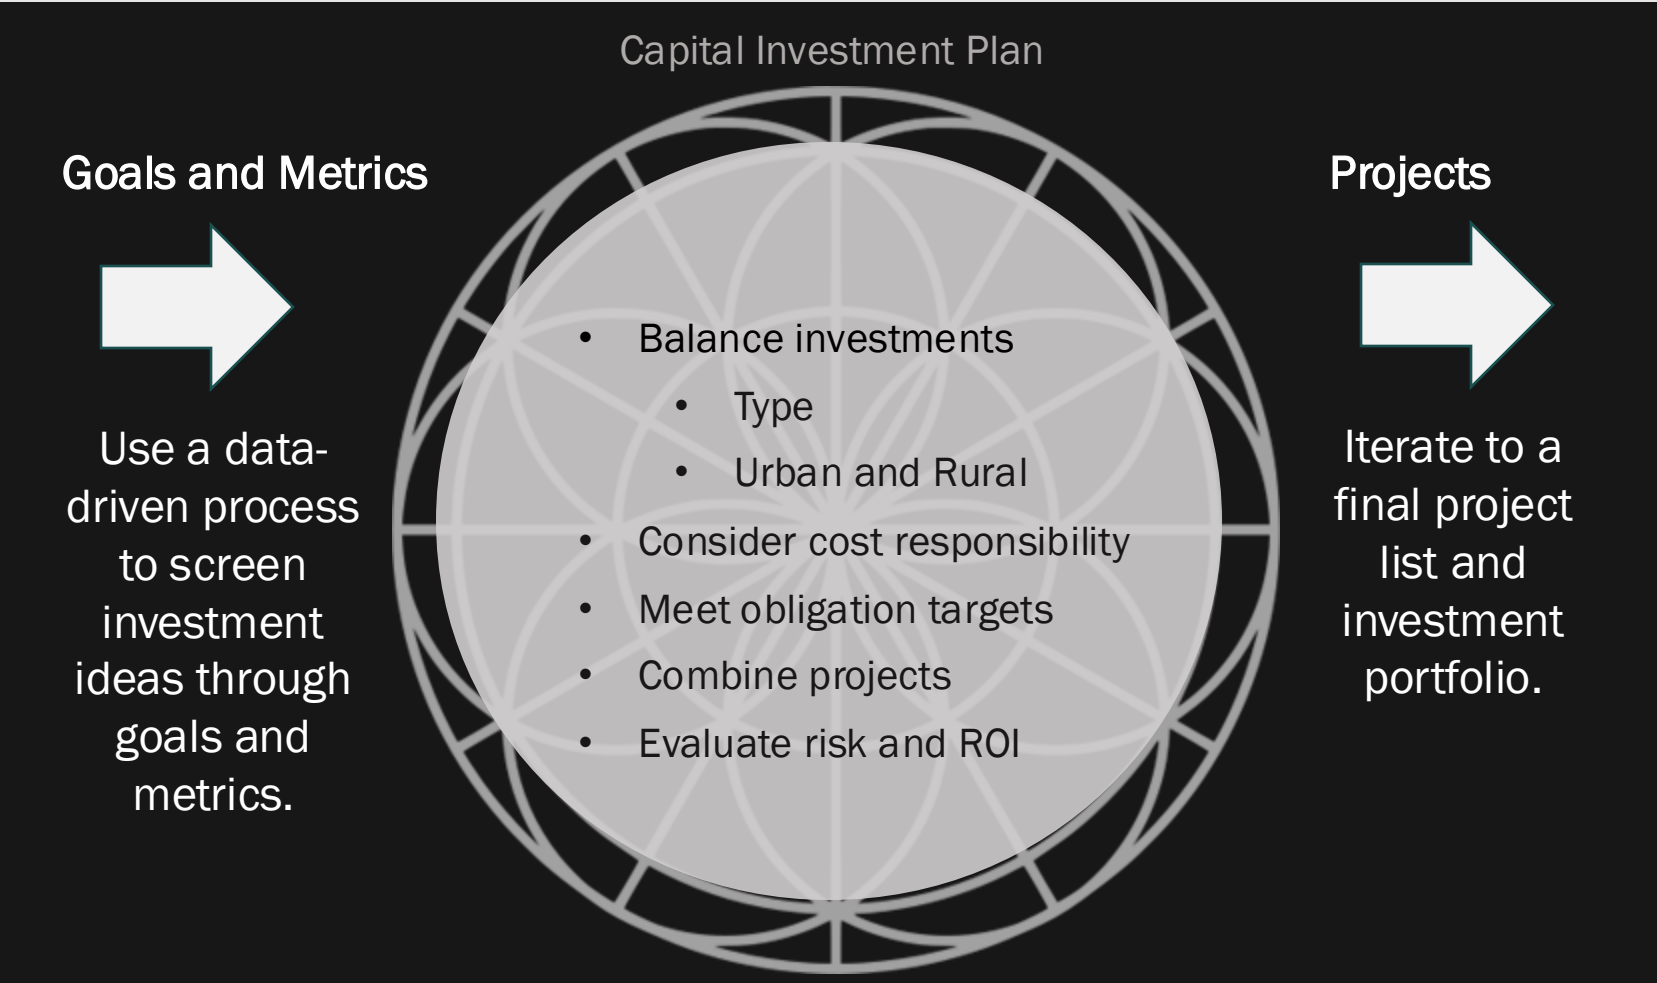 Capital Investment Plan
Goals and Metrics
Use a data-
driven process
to screen
investment
ideas through
goals and
metrics.
• Balance investments
• Type
• Urban and Rural
• Consider cost responsibility
• Meet obligation targets
• Combine projects
• Evaluate risk and ROI
Projects
Iterate to a
final project
list and
investment
portfolio.